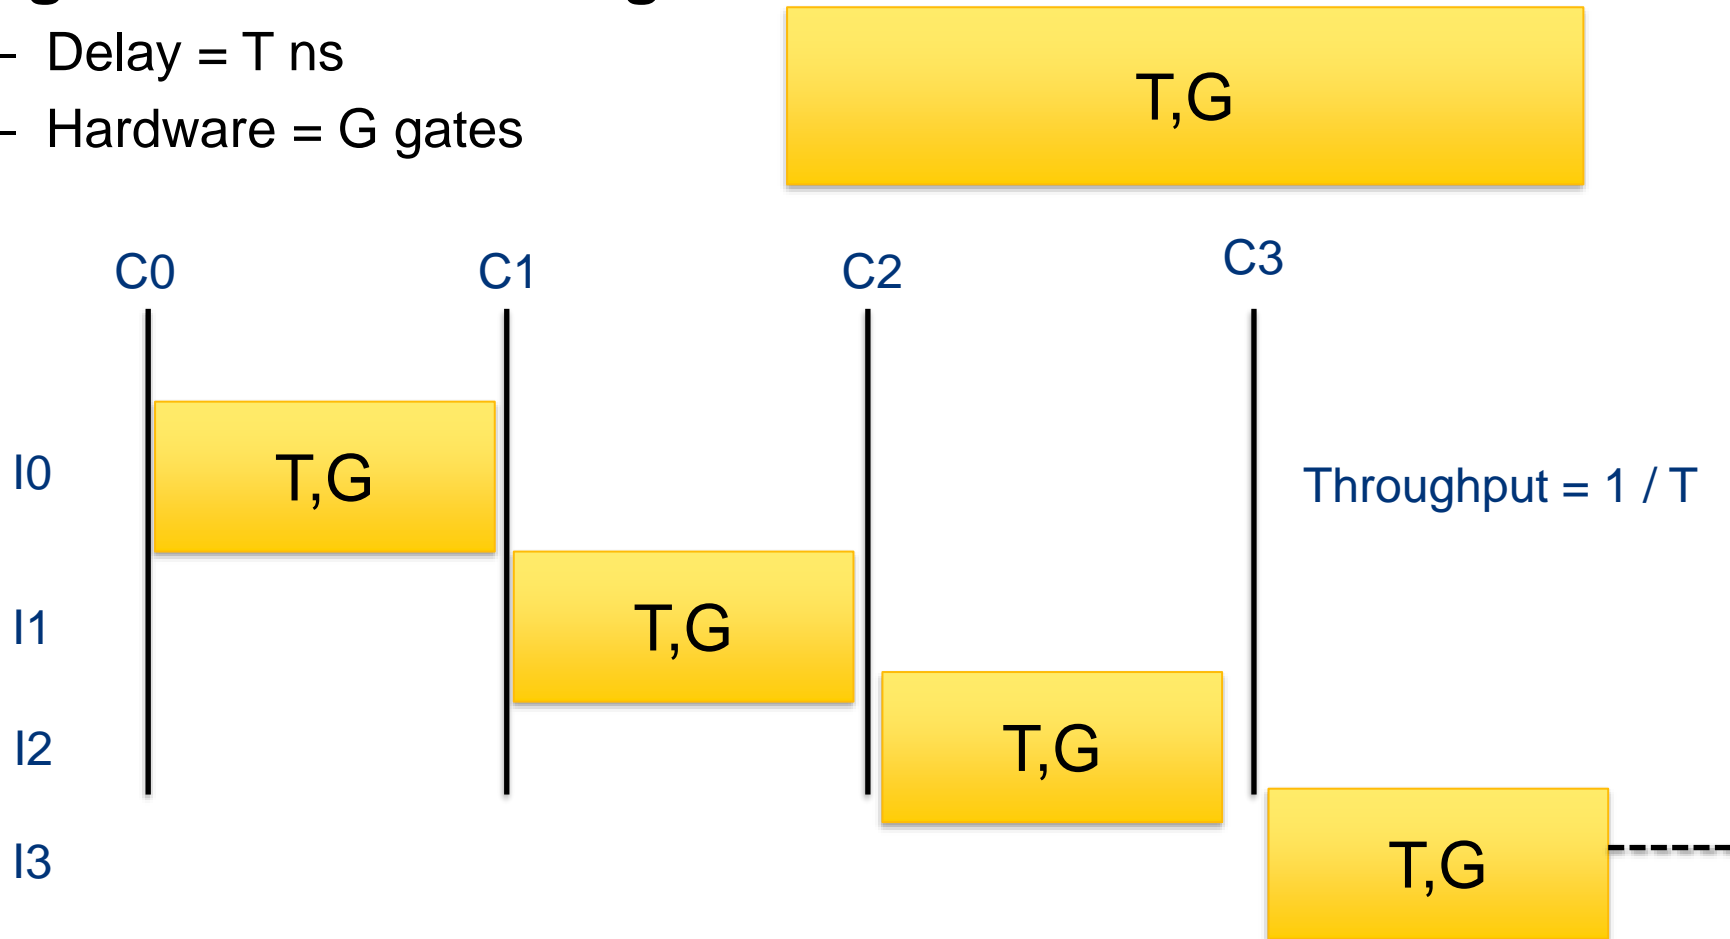 – Delay = T ns
– Hardware = G gates
T,G
C0 C1 C2 C3
I0 T,G Throughput = 1 / T
I1 T,G
I2 T,G
I3 T,G